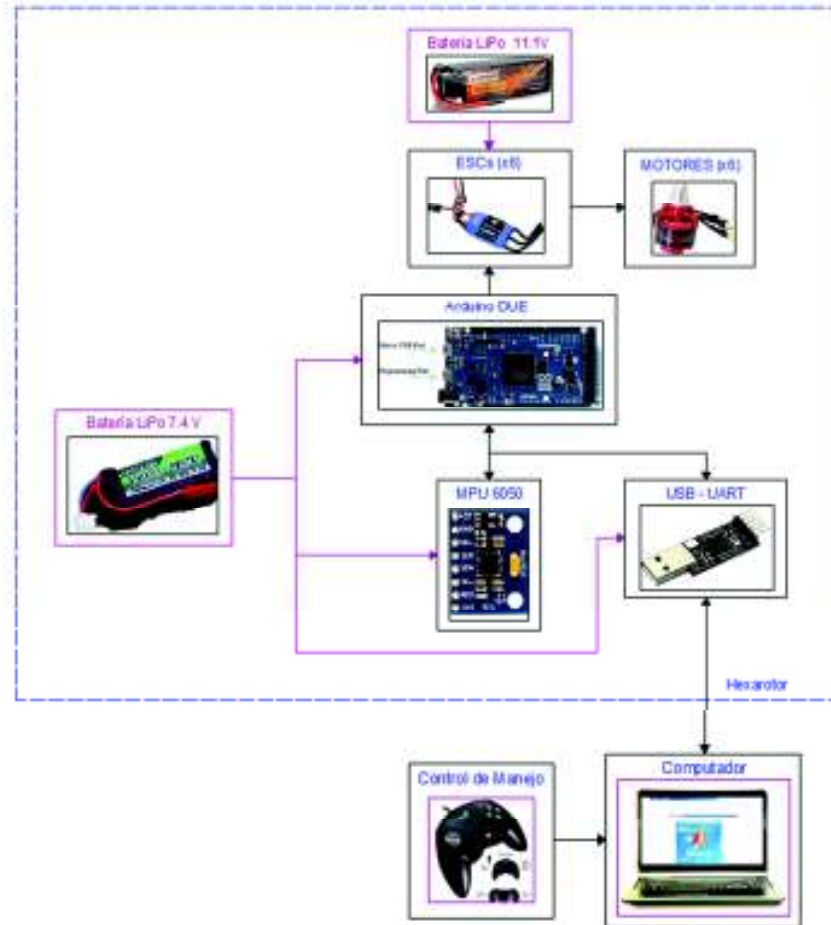 Batería LiPo 11.1V
ESCs (x6)
MOTORES (x6)
Arduino DUE
Batería LiPo 7.4 V
MPU 6050
USB - UART
Hexarotor
Control de Manejo
Computador